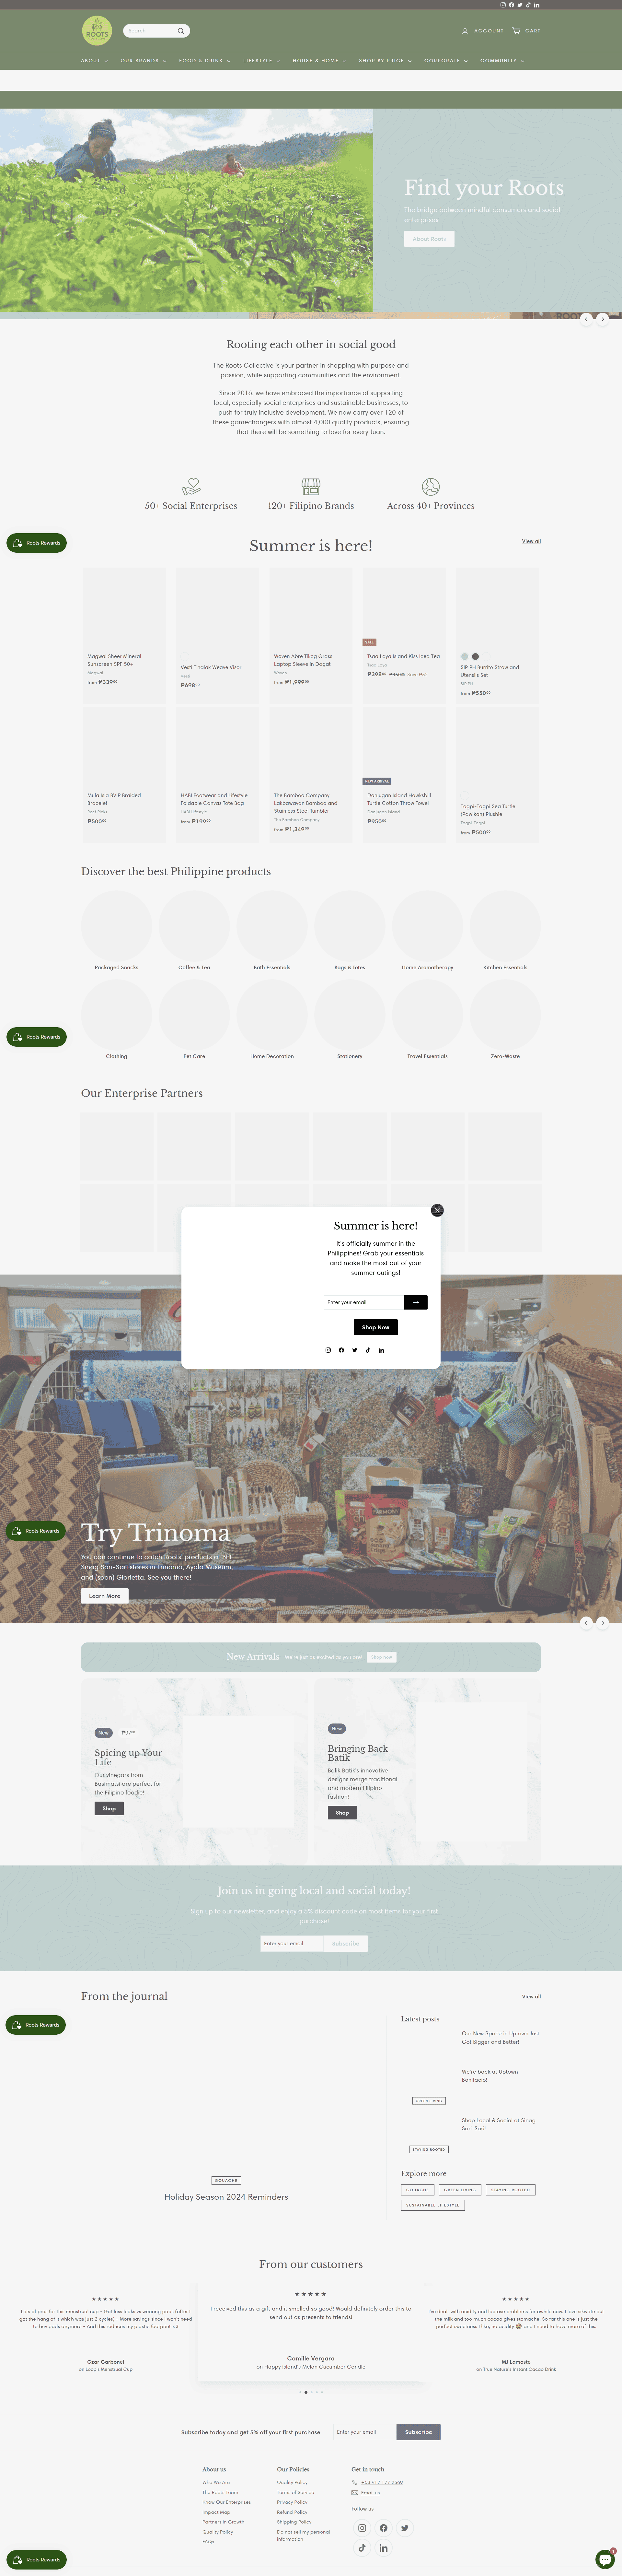 ROOTS
Search
ACCOUNT
CART
ABOUT
OUR BRANDS
FOOD & DRINK
LIFESTYLE
HOUSE & HOME
SHOP BY PRICE
CORPORATE
COMMUNITY
Find your Roots
The bridge between mindful consumers and social
enterprises
About Roots
Rooting each other in social good
The Roots Collective is your partner in shopping with purpose and
passion, while supporting communities and the environment.
Since 2016, we have embraced the importance of supporting
local, especially social enterprises and sustainable businesses, to
push for truly inclusive development. We now carry over 120 of
these gamechangers with almost 4,000 quality products, ensuring
that there will be something to love for every Juan.
50+ Social Enterprises
120+ Filipino Brands
Across 40+ Provinces
Roots Rewards
Summer is here!
View all
Magwai Sheer Mineral
Sunscreen SPF 50+
Magwai
from ₱339⁰⁰
Vesti T'nalak Weave Visor
Vesti
₱698⁰⁰
Woven Abre Tikog Grass
Laptop Sleeve in Dagat
Woven
from ₱1,999⁰⁰
SALE
Tsaa Laya Island Kiss Iced Tea
Tsaa Laya
₱398⁰⁰ ₱450⁰⁰ Save ₱52
SIP PH Burrito Straw and
Utensils Set
SIP PH
from ₱550⁰⁰
Mula Isla BVIP Braided
Bracelet
₱500⁰⁰
HABI Footwear and Lifestyle
Foldable Canvas Tote Bag
HABI Lifestyle
from ₱199⁰⁰
The Bamboo Company
Lakbawayan Bamboo and
Stainless Steel Tumbler
The Bamboo Company
from ₱1,349⁰⁰
NEW ARRIVAL
Danjugan Island Hawksbill
Turtle Cotton Throw Towel
Danjugan Island
₱950⁰⁰
Tagpi-Tagpi Sea Turtle
(Pawikan) Plushie
Tagpi-Tagpi
from ₱500⁰⁰
Discover the best Philippine products
Packaged Snacks
Coffee & Tea
Bath Essentials
Bags & Totes
Home Aromatherapy
Kitchen Essentials
Roots Rewards
Clothing
Pet Care
Home Decoration
Stationery
Travel Essentials
Zero-Waste
Our Enterprise Partners
Summer is here!
It's officially summer in the
Philippines! Grab your essentials
and make the most out of your
summer outings!
Enter your email
Shop Now
Roots Rewards
Try Trinoma
You can continue to catch Roots' products at
Sinag Sari-Sari stores in Trinoma, Ayala Museum,
and (soon) Glorietta. See you there!
Learn More
New Arrivals
We're just as excited as you are!
Shop now
New
₱97⁰⁰
Spicing up Your
Life
Our vinegars from
Basimatsi are perfect for
the Filipino foodie!
Shop
New
Bringing Back
Batik
Balik Batik's innovative
designs merge traditional
and modern Filipino
fashion!
Shop
Join us in going local and social today!
Sign up to our newsletter, and enjoy a 5% discount code on most items for your first
purchase!
Enter your email
Subscribe
From the journal
View all
Roots Rewards
GOUACHE
Holiday Season 2024 Reminders
Latest posts
Our New Space in Uptown Just
Got Bigger and Better!
We're back at Uptown
Bonifacio!
GREEN LIVING
Shop Local & Social at Sinag
Sari-Sari!
STAYING ROOTED
Explore more
GOUACHE
GREEN LIVING
STAYING ROOTED
SUSTAINABLE LIFESTYLE
From our customers
★★★★★
Lots of pros for this menstrual cup - Got less leaks vs wearing pads (after I
got the hang of it which was just 2 cycles) - More savings since I won't need
to buy pads anymore - And this reduces my plastic footprint <3
Czar Carbonel
on Loop's Menstrual Cup
★★★★★
I received this as a gift and it smelled so good! Would definitely order this to
send out as presents to friends!
Camille Vergara
on Happy Island's Melon Cucumber Candle
★★★★★
I've dealt with acidity and lactose problems for awhile now. I love chocolate but
the milk and too much cacao gives stomache. So far this one is just the
perfect sweetness I like, no acidity 😍 and I need to have more of this.
MJ Lamoste
on True Nature's Instant Cacao Drink
Subscribe today and get 5% off your first purchase
Enter your email
Subscribe
About us
Who We Are
The Roots Team
Know Our Enterprises
Impact Map
Partners in Growth
Quality Policy
FAQs
Our Policies
Quality Policy
Terms of Service
Privacy Policy
Refund Policy
Shipping Policy
Do not sell my personal
information
Get in touch
+63 917 177 2569
Email us
Follow us
Roots Rewards
1